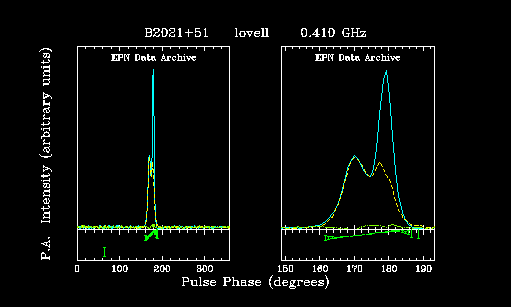 B2021+51 lovell 0.410 GHz
EPN Data Archive EPN Data Archive
P.A. Intensity (arbitrary units)
0 100 200 300 150 160 170 180 190
Pulse Phase (degrees)